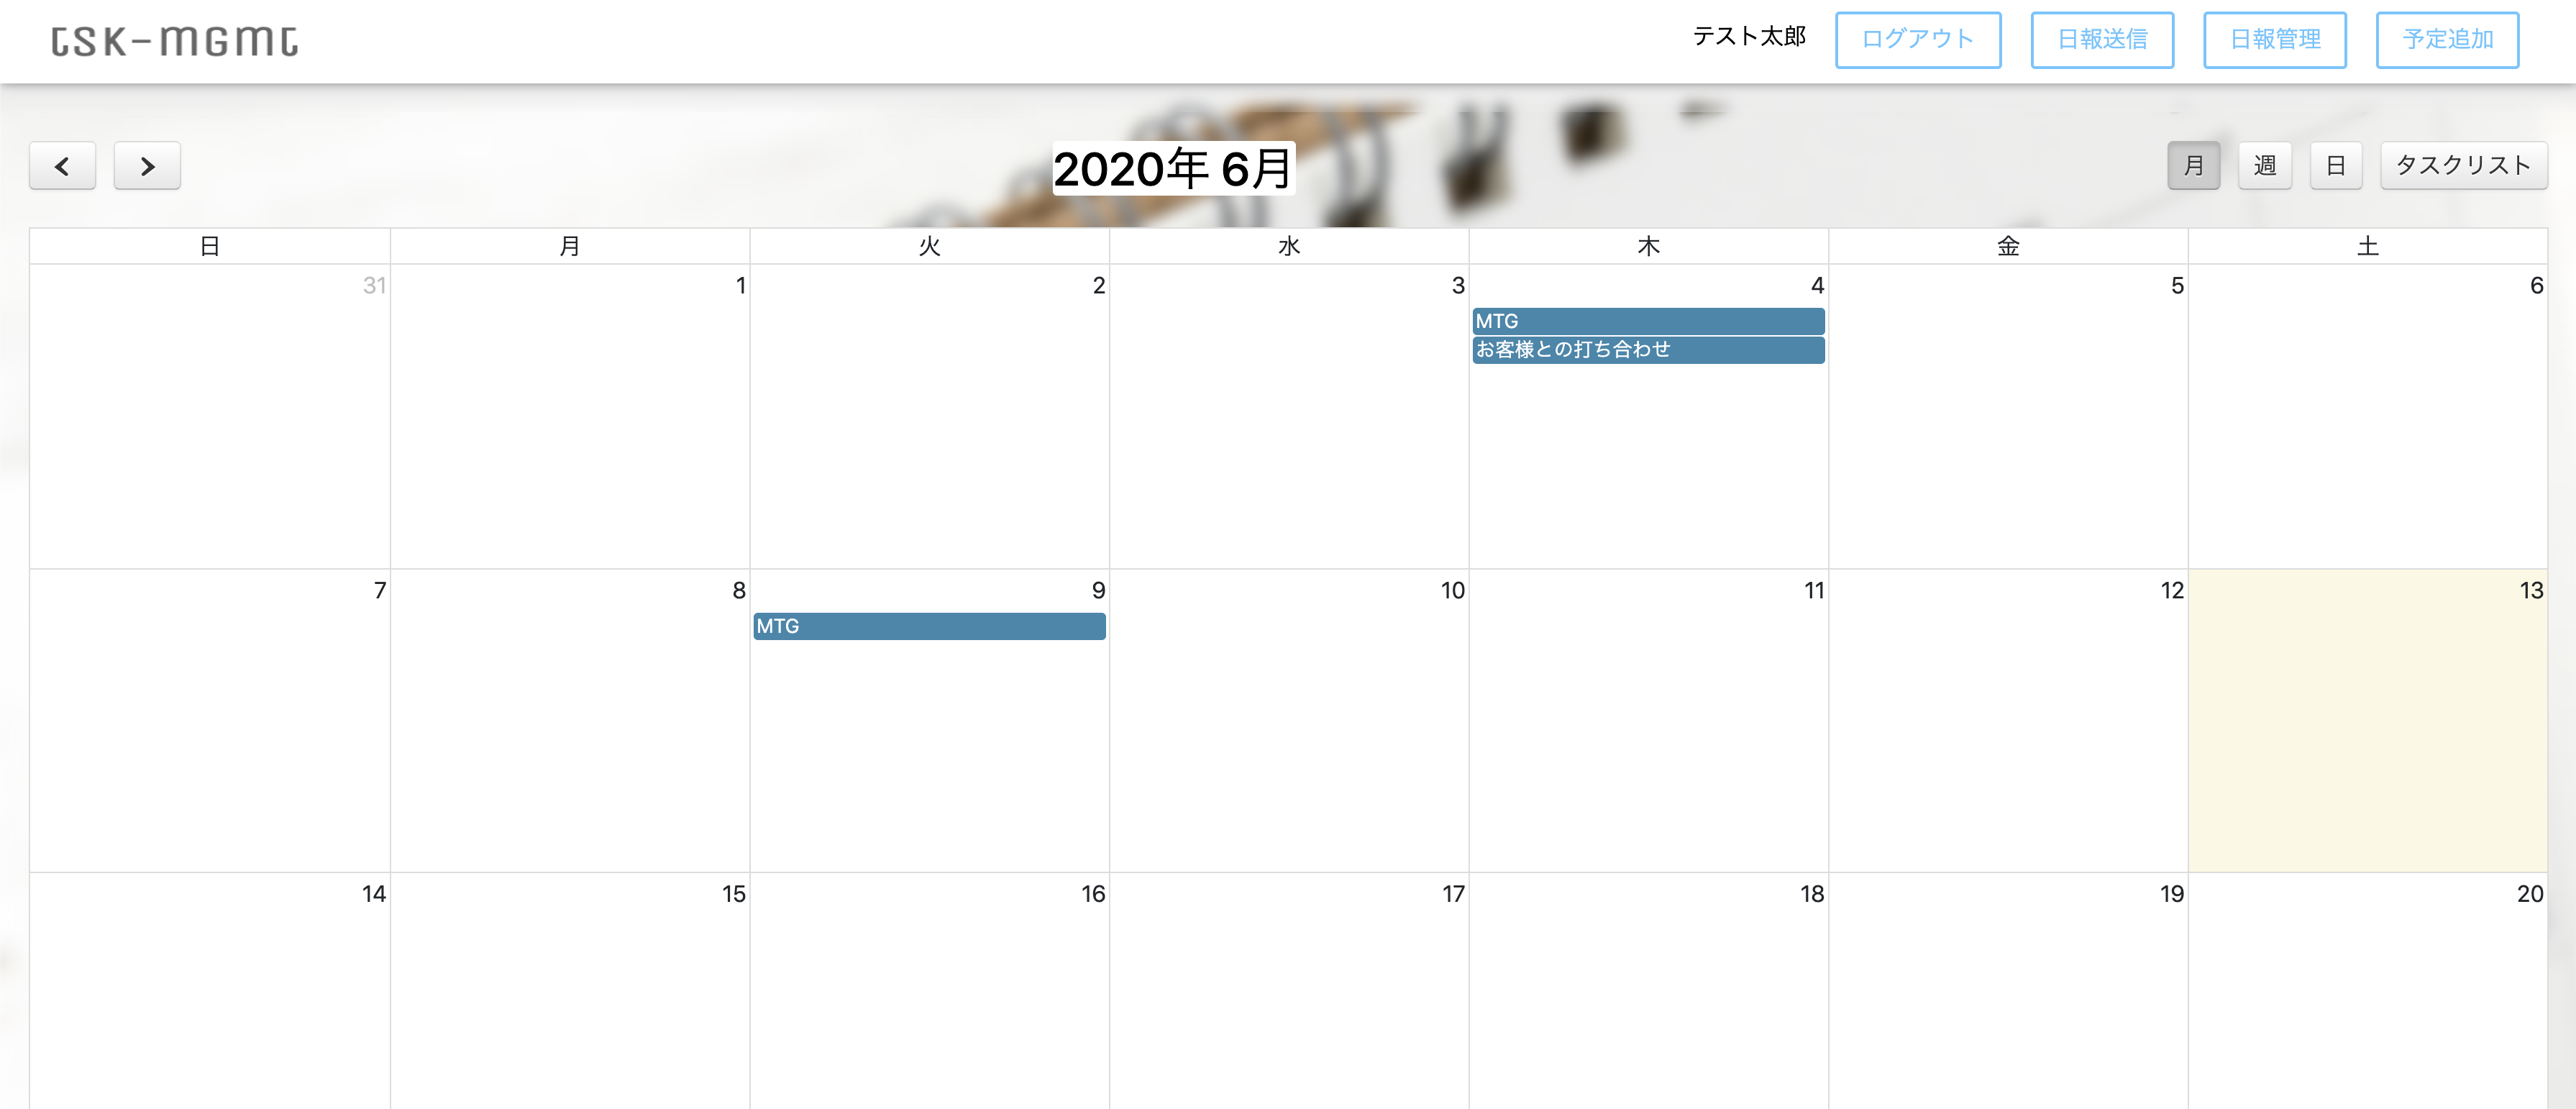 tsk-mgmt
テスト太郎 ログアウト 日報送信 日報管理 予定追加
2020年 6月
月 週 日 タスクリスト
日 月 火 水 木 金 土
31 1 2 3 4 5 6
MTG
お客様との打ち合わせ
7 8 9 10 11 12 13
MTG
14 15 16 17 18 19 20